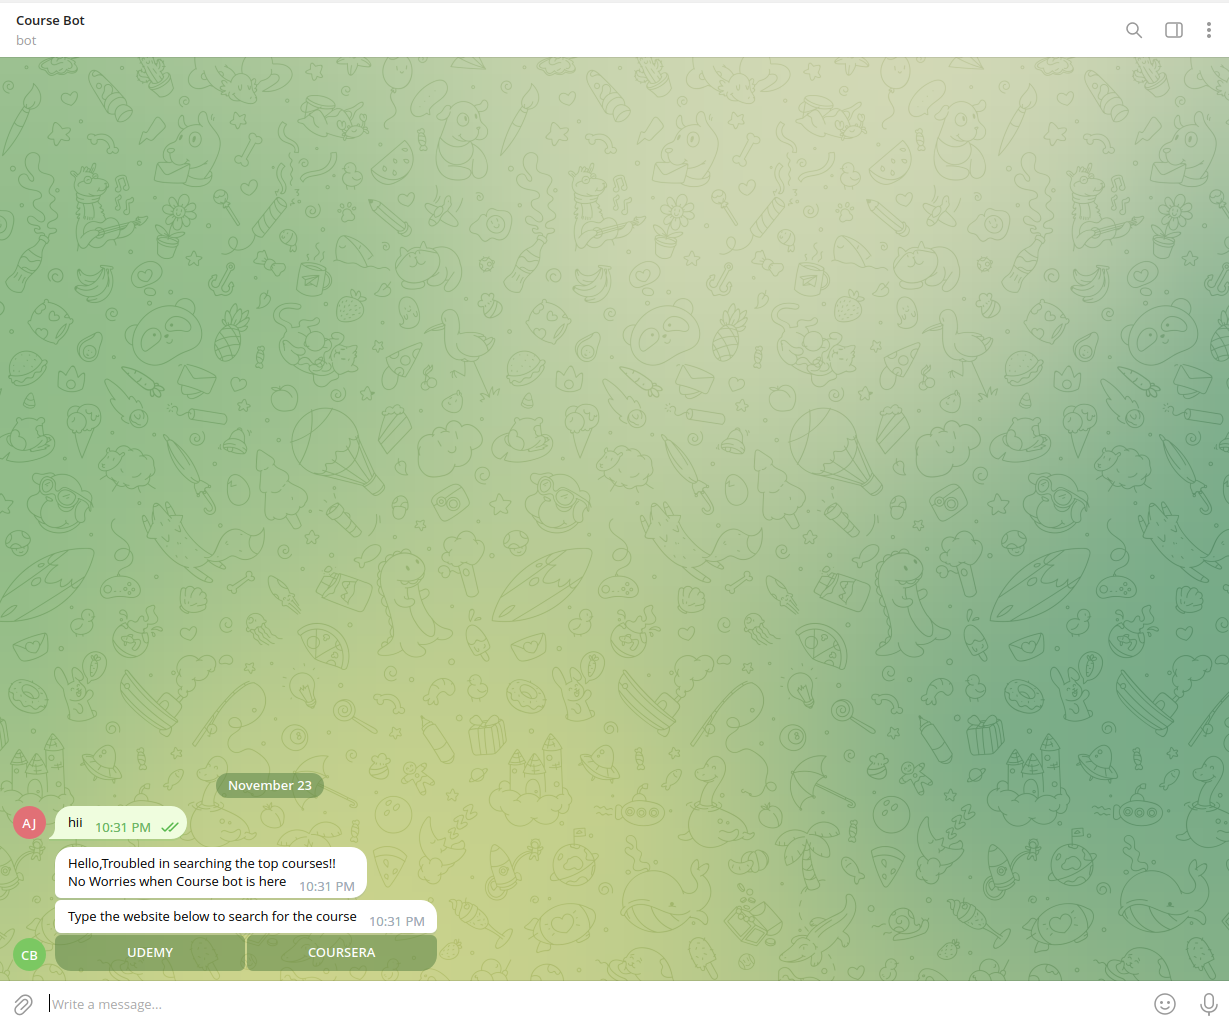 Course Bot
bot
November 23
AJ
hii 10:31 PM
Hello,Troubled in searching the top courses!!
No Worries when Course bot is here 10:31 PM
Type the website below to search for the course 10:31 PM
CB
UDEMY COURSERA
Write a message...